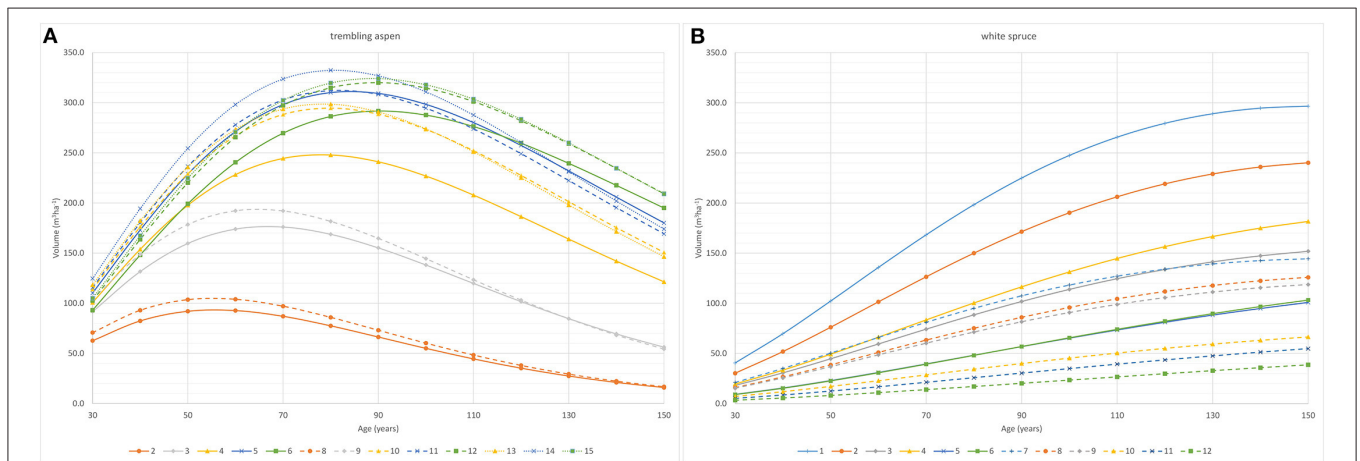 A
trembling aspen
350.0
300.0
250.0
200.0
150.0
100.0
50.0
0.0
Volume (m³ha⁻¹)
30 50 70 90 110 130 150
Age (years)
2 3 4 5 6 8 9 10 11 12 13 14 15
B
white spruce
350.0
300.0
250.0
200.0
150.0
100.0
50.0
0.0
Volume (m³ha⁻¹)
30 50 70 90 110 130 150
Age (years)
1 2 3 4 5 6 7 8 9 10 11 12